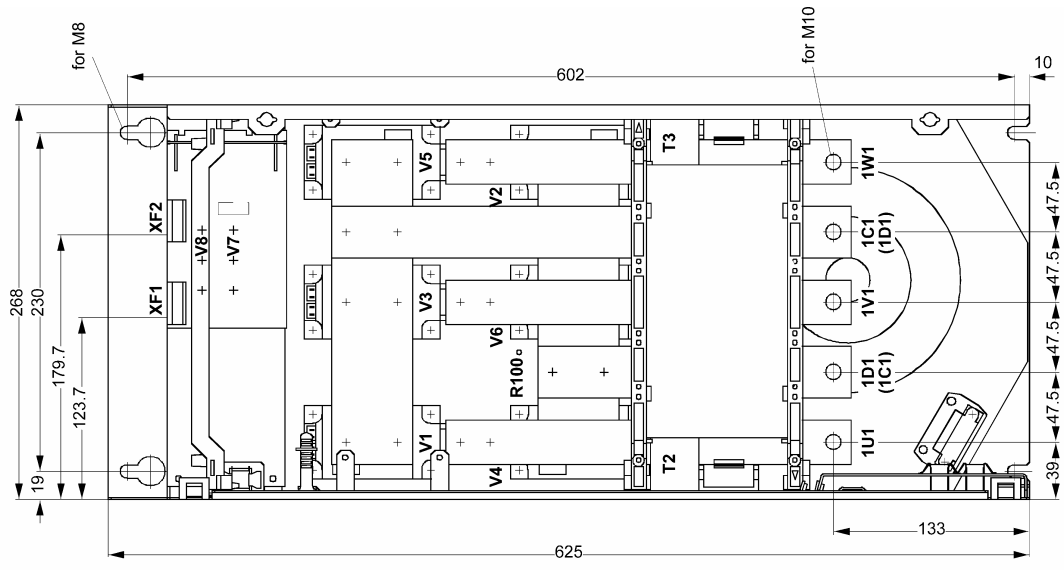 for M8
602
for M10
10
268
230
179.7
123.7
19
XF2
XF1
V8
V7
V5
V2
V3
V6
R100
V1
V4
T3
T2
1W1
1C1
(1D1)
1V1
1D1
(1C1)
1U1
47.5
47.5
47.5
47.5
39
133
625